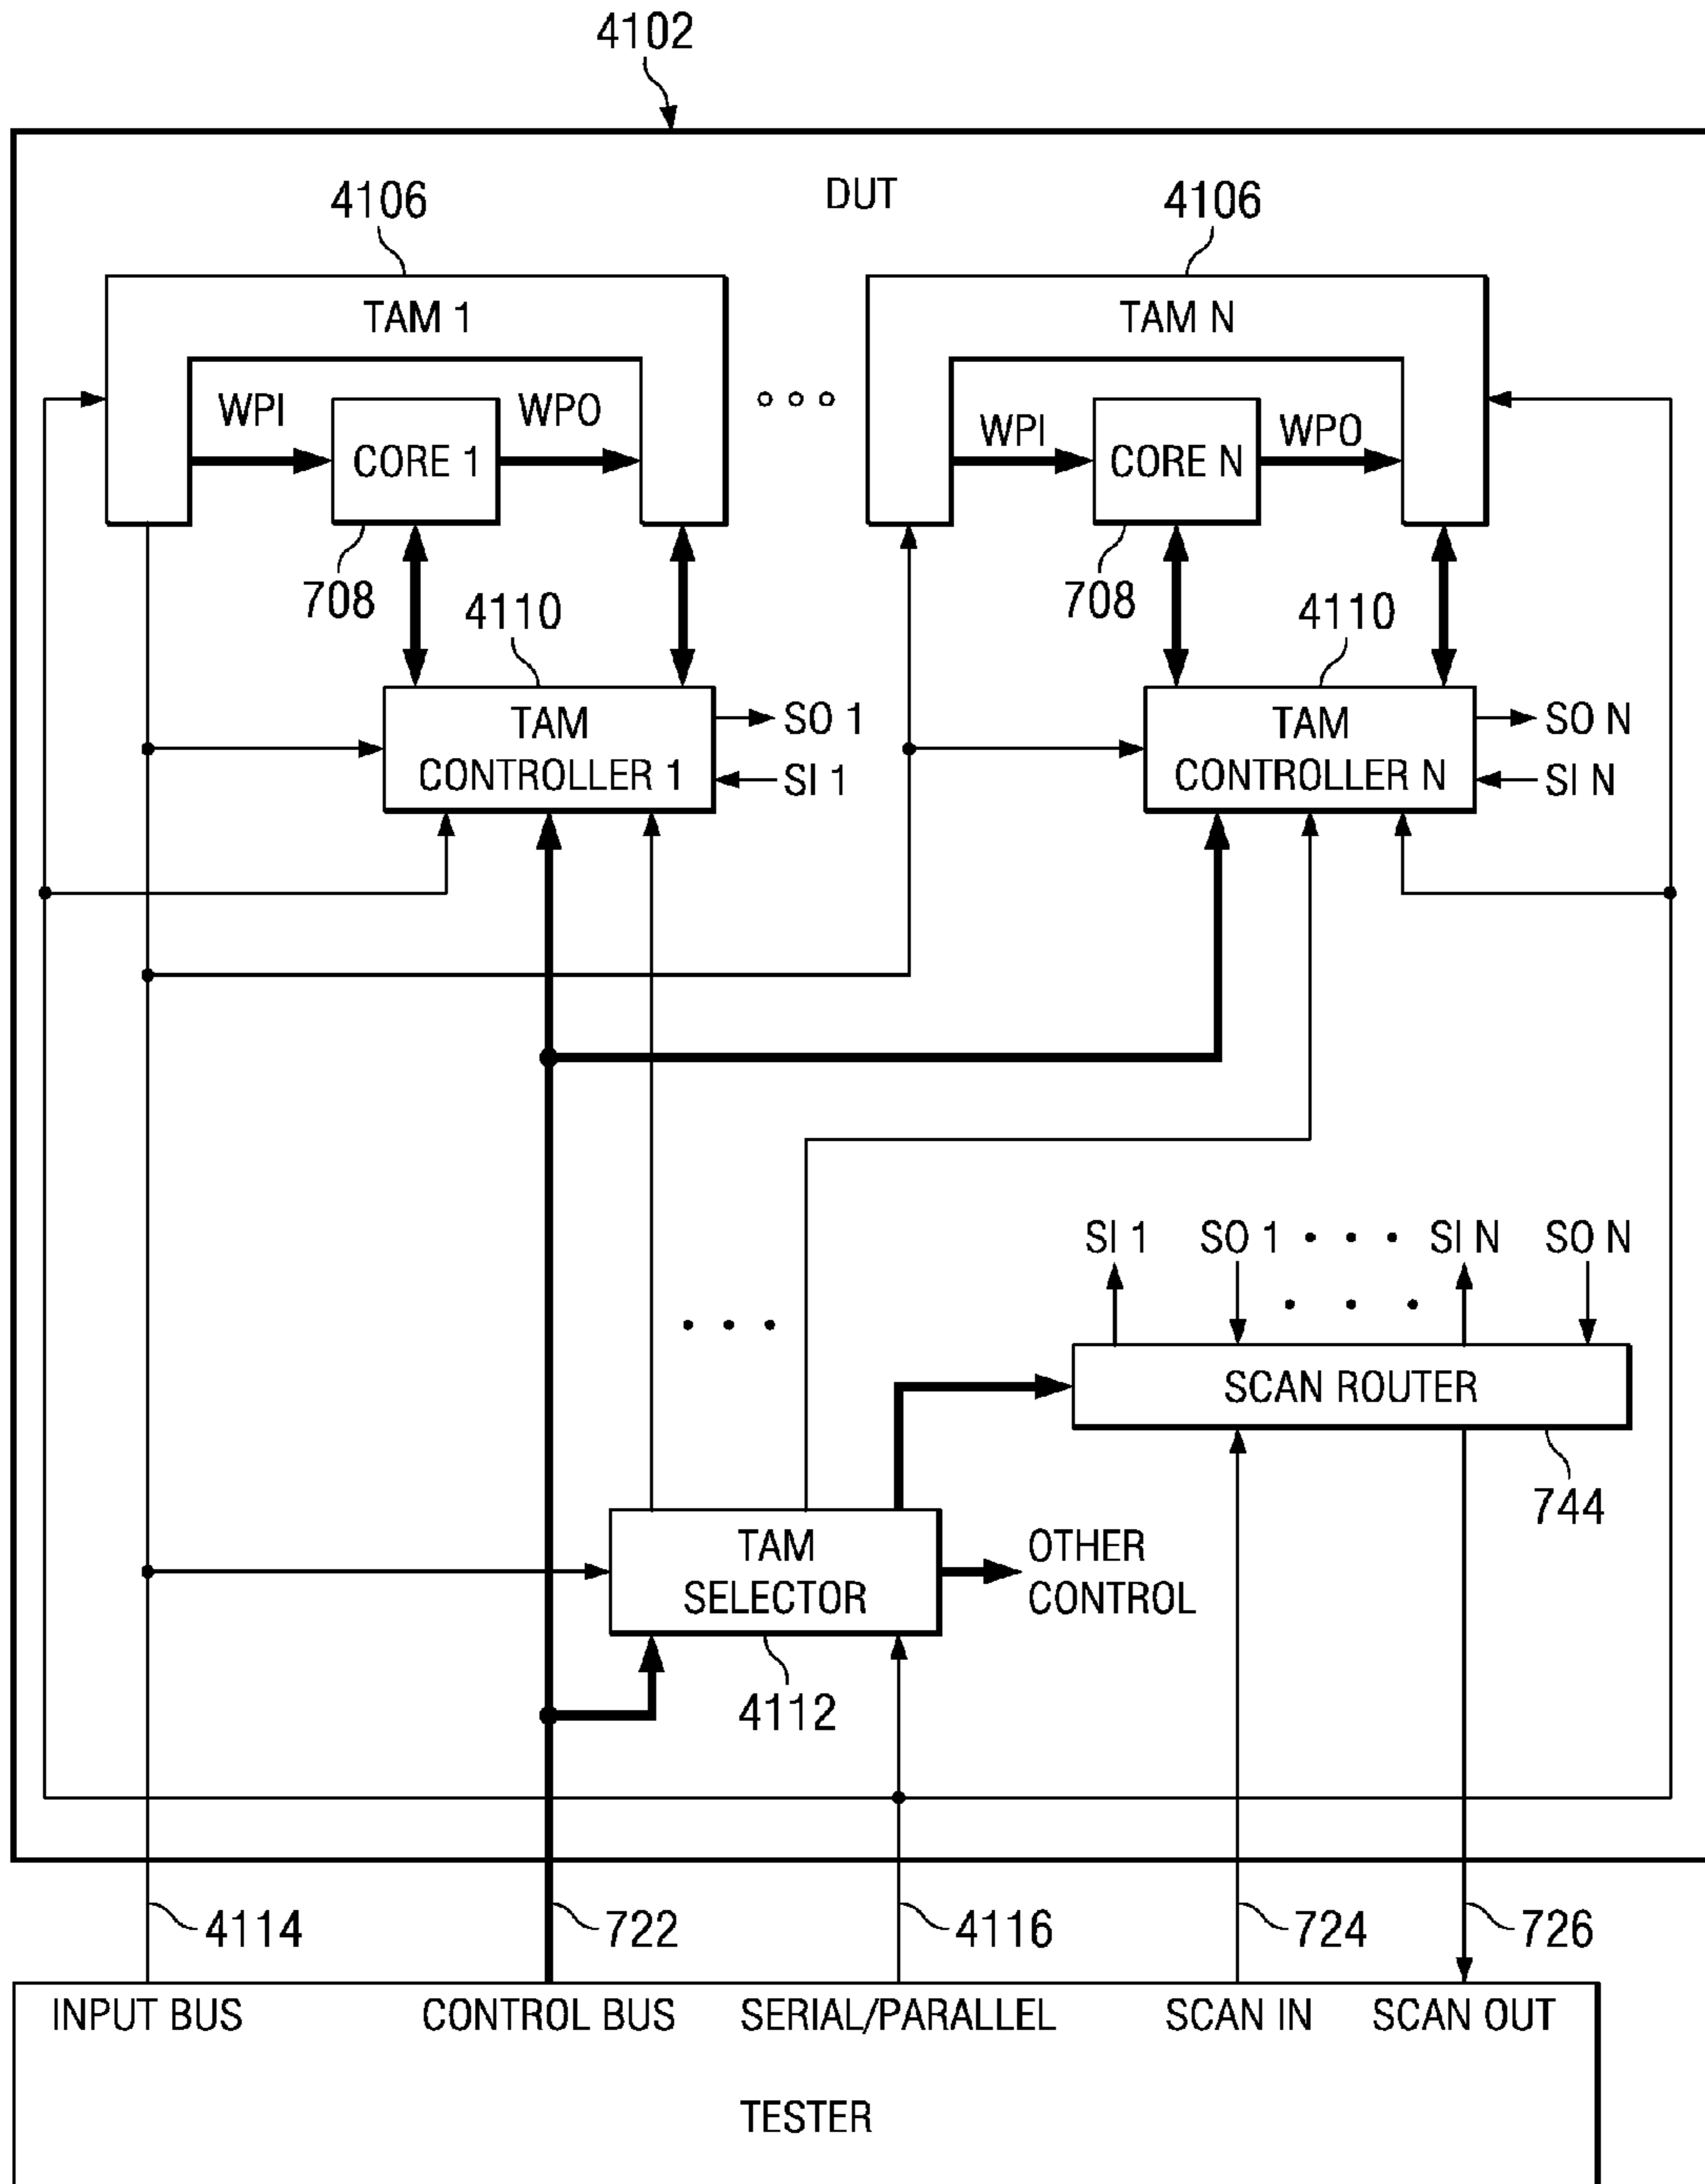 4102
DUT
4106
4106
TAM 1
TAM N
WPI
WPO
CORE 1
WPI
WPO
CORE N
708
4110
708
4110
TAM
CONTROLLER 1
SO 1
SI 1
TAM
CONTROLLER N
SO N
SI N
SI 1
SO 1
SI N
SO N
SCAN ROUTER
744
TAM
SELECTOR
OTHER
CONTROL
4112
4114
722
4116
724
726
INPUT BUS
CONTROL BUS
SERIAL/PARALLEL
SCAN IN
SCAN OUT
TESTER